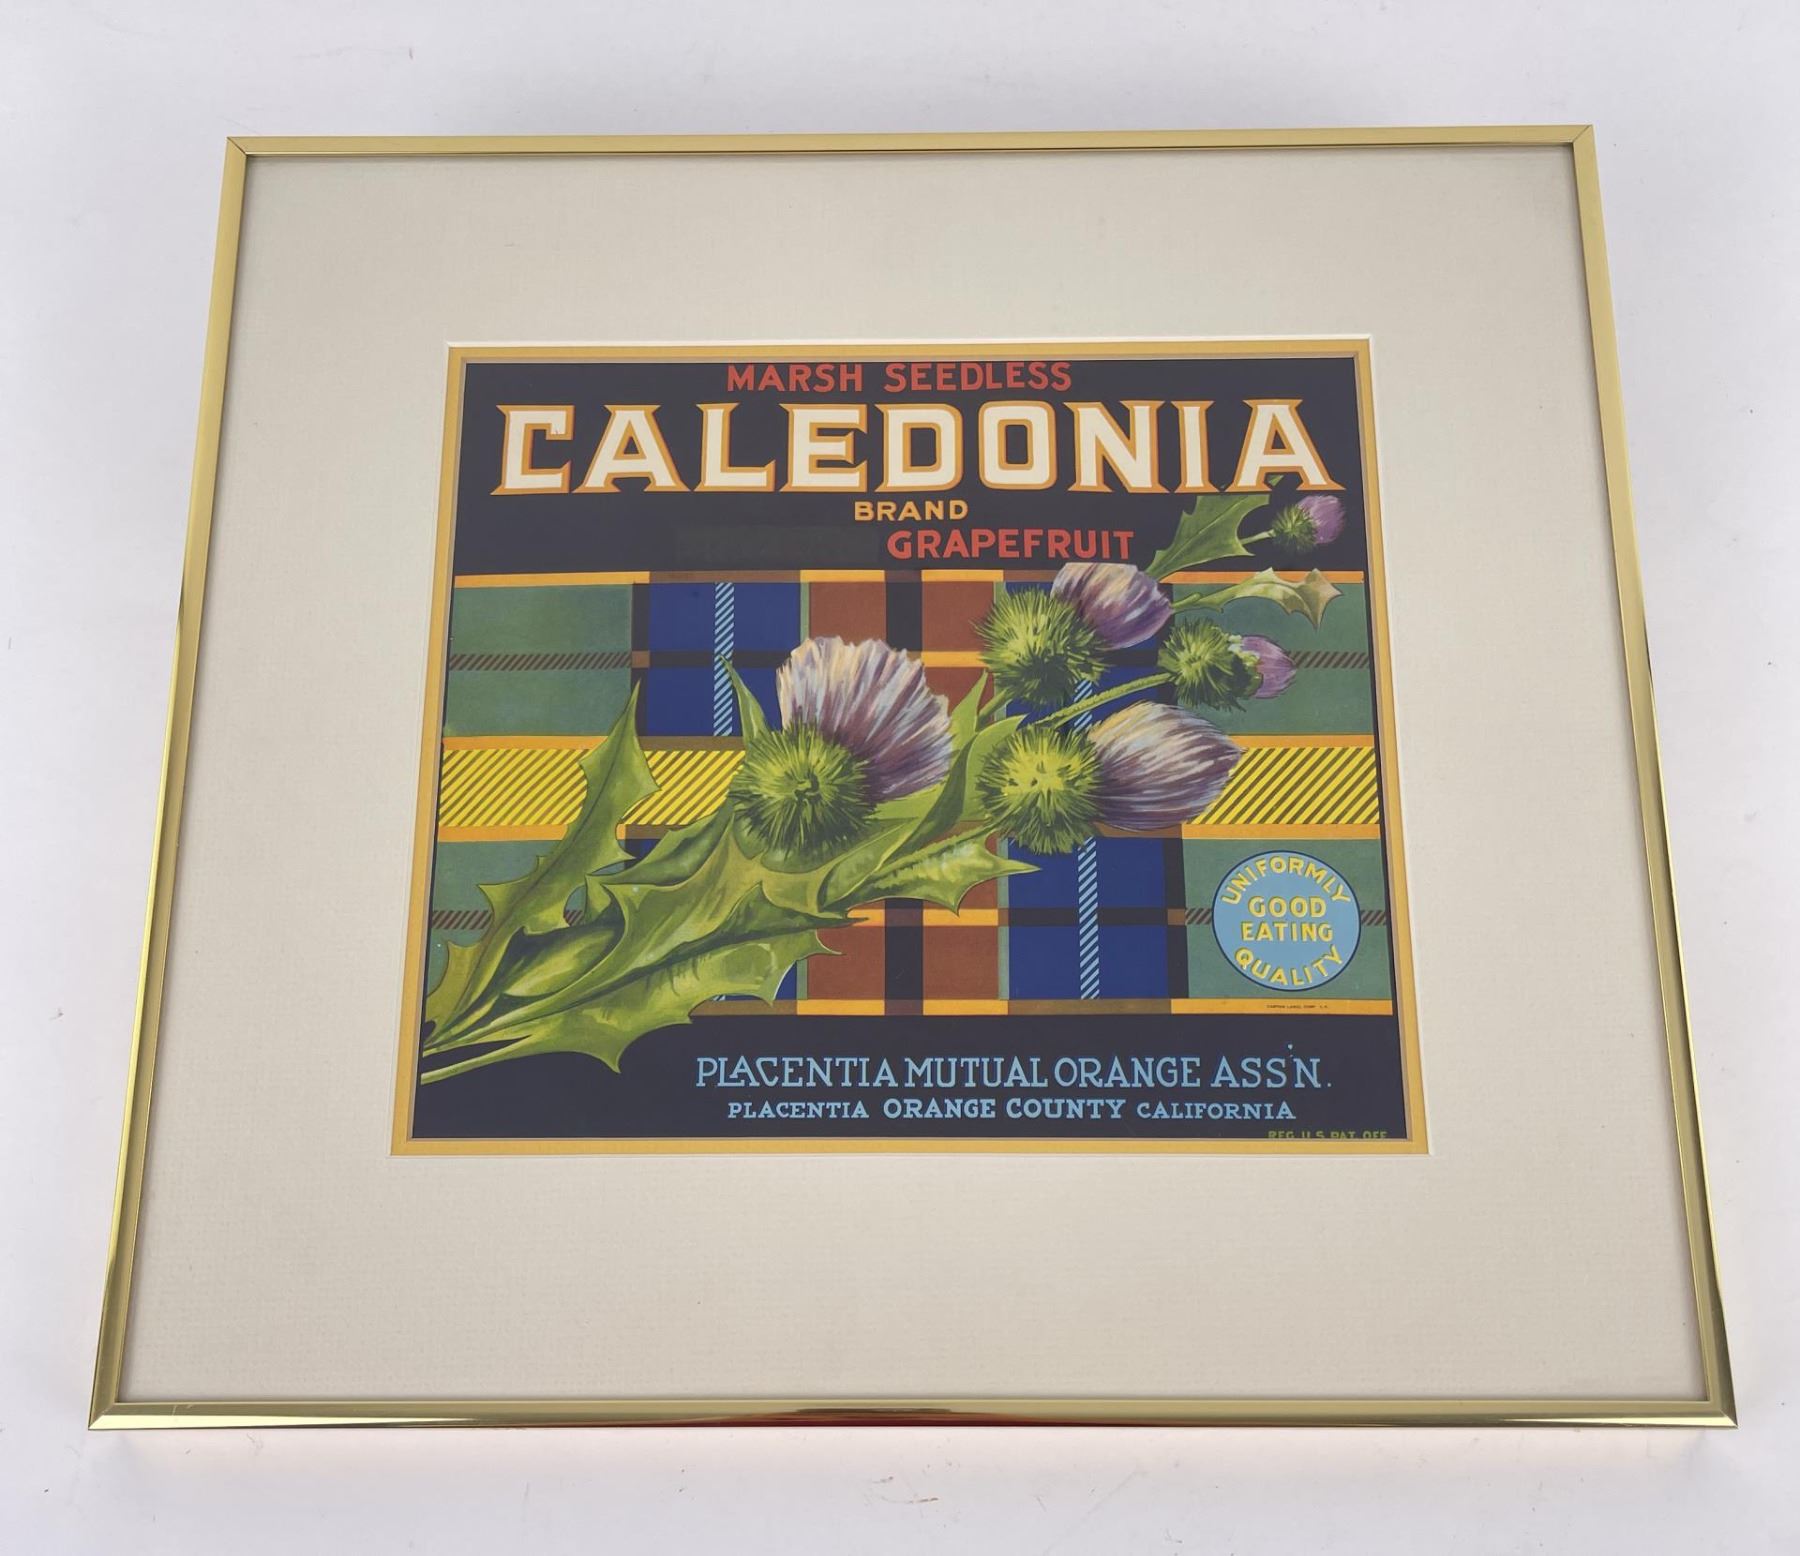 MARSH SEEDLESS
CALEDONIA
BRAND
GRAPEFRUIT
UNIFORMLY
GOOD
EATING
QUALITY
PLACENTIA MUTUAL ORANGE ASS'N.
PLACENTIA ORANGE COUNTY CALIFORNIA
REG. U.S. PAT. OFF.